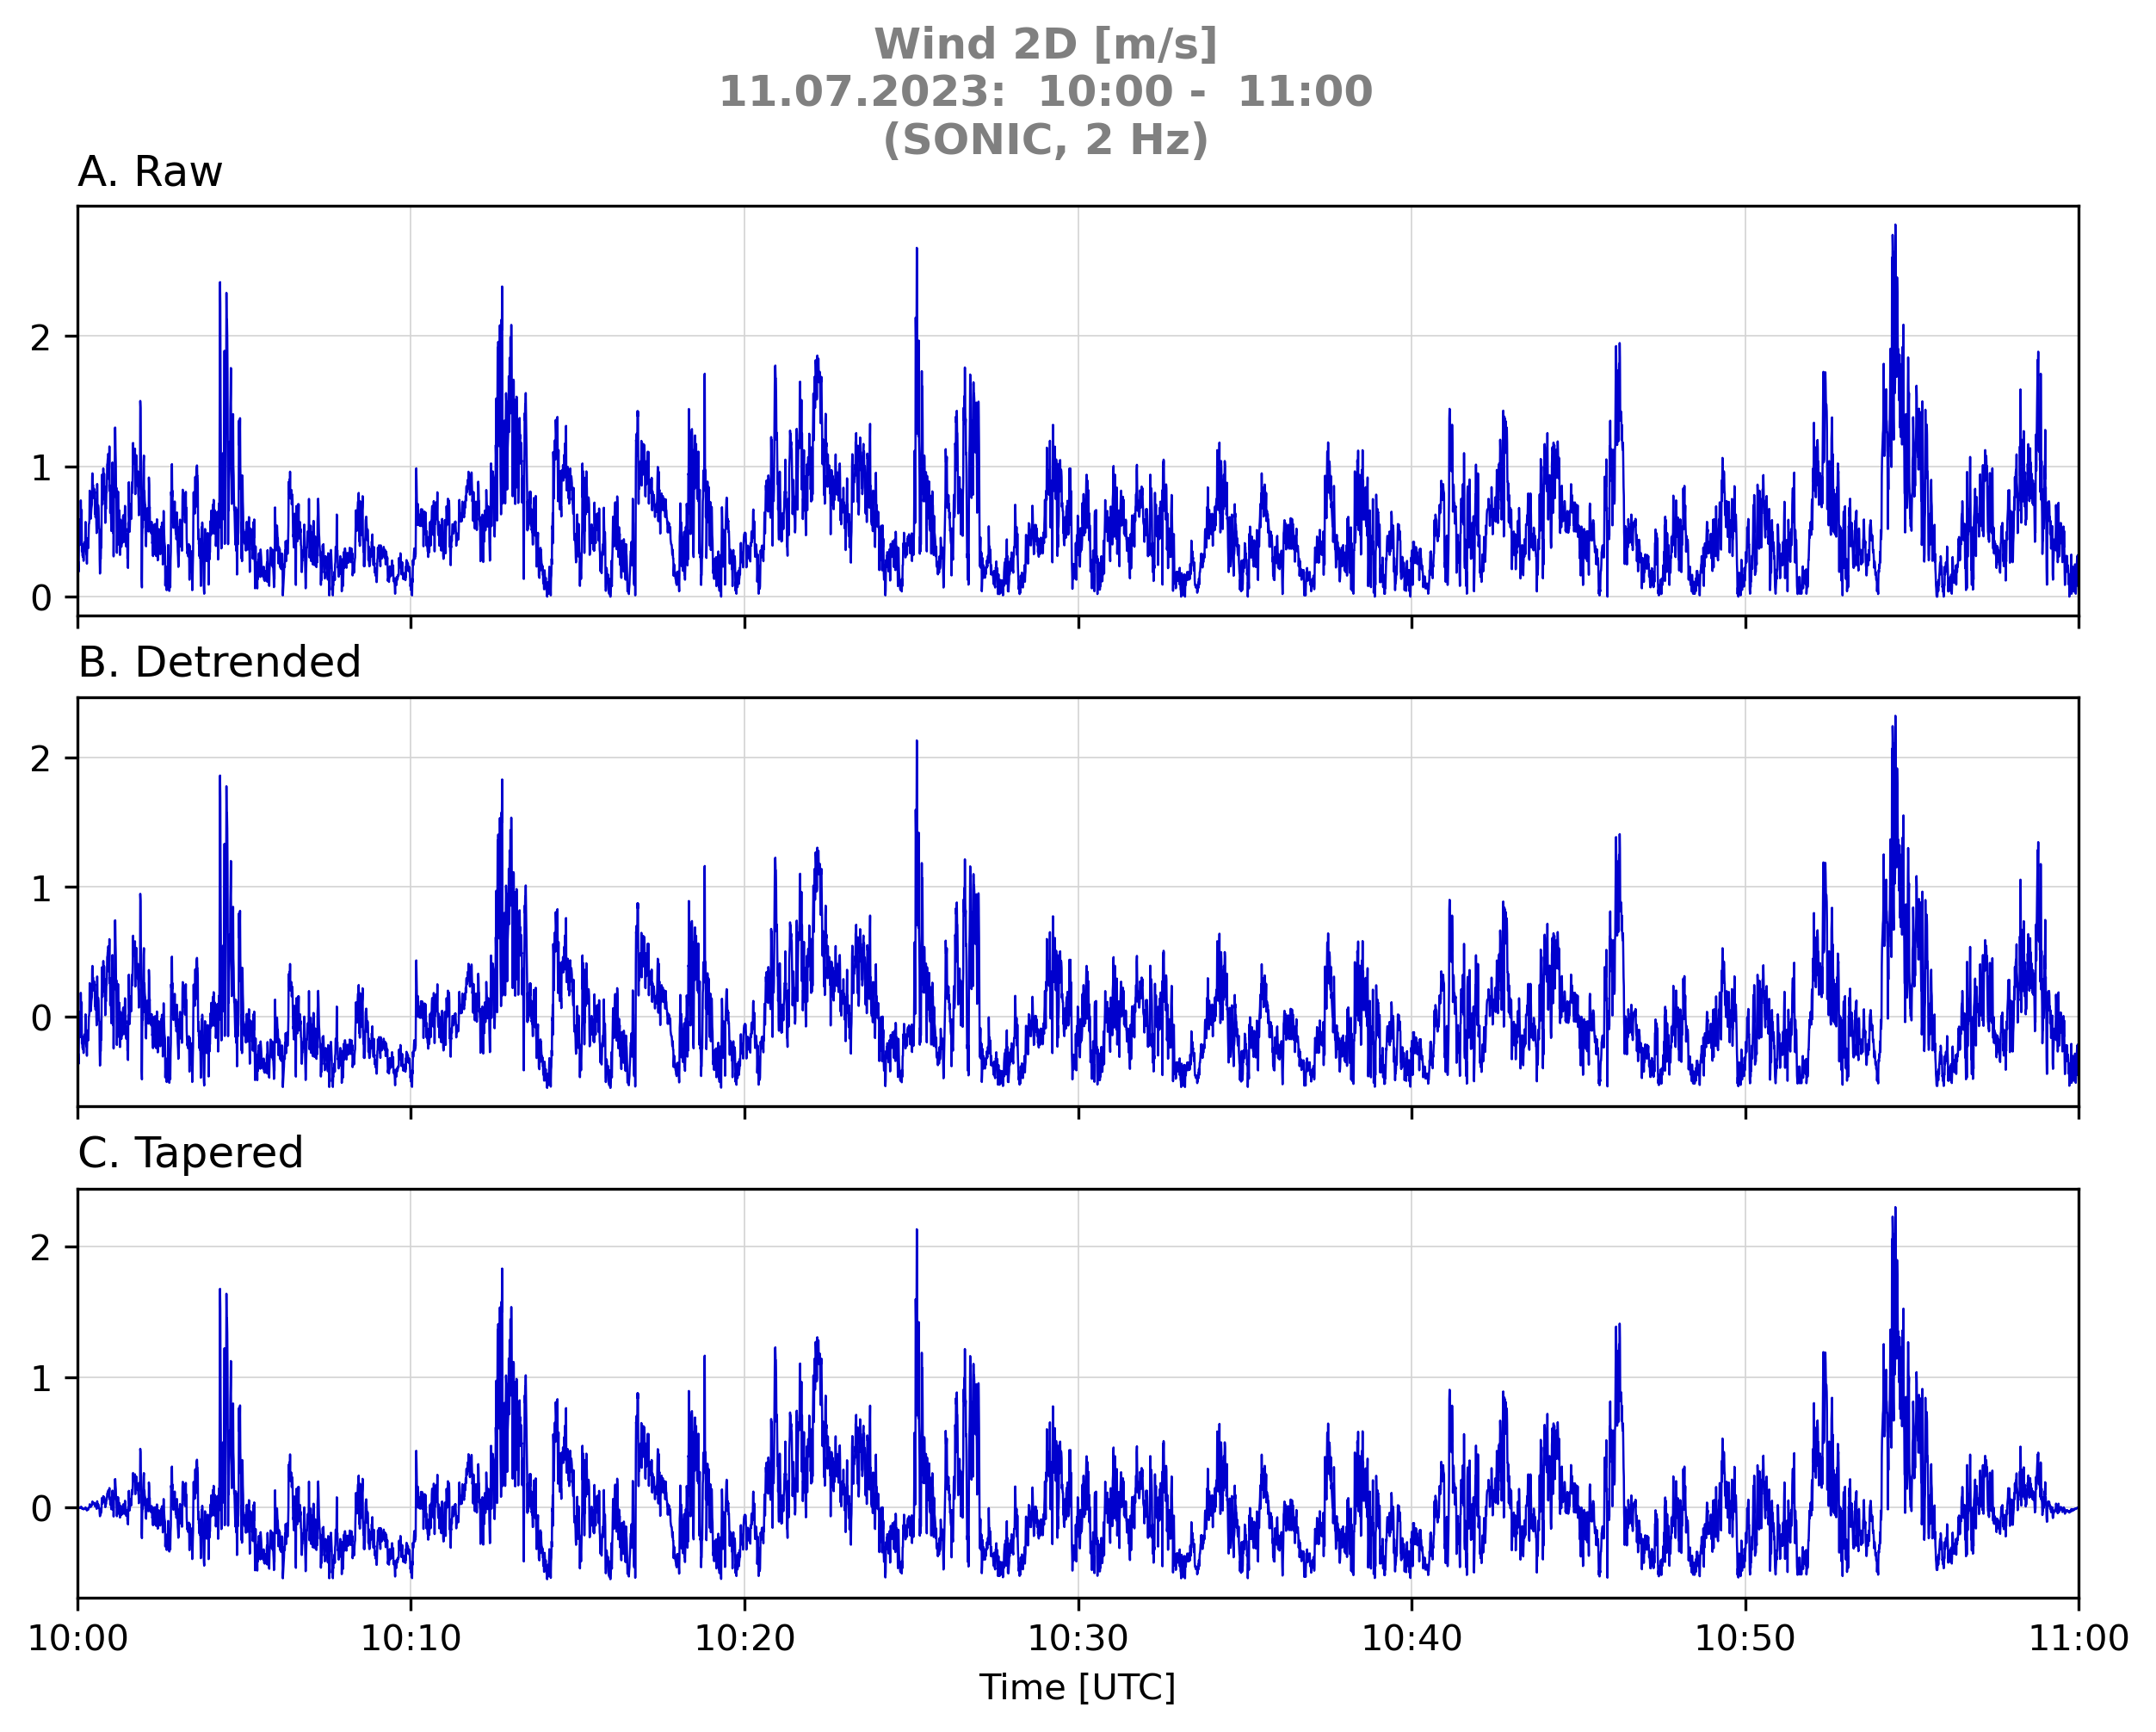 Wind 2D [m/s]
11.07.2023:  10:00 -  11:00
(SONIC, 2 Hz)
A. Raw
2
1
0
B. Detrended
2
1
0
C. Tapered
2
1
0
10:00 10:10 10:20 10:30 10:40 10:50 11:00
Time [UTC]